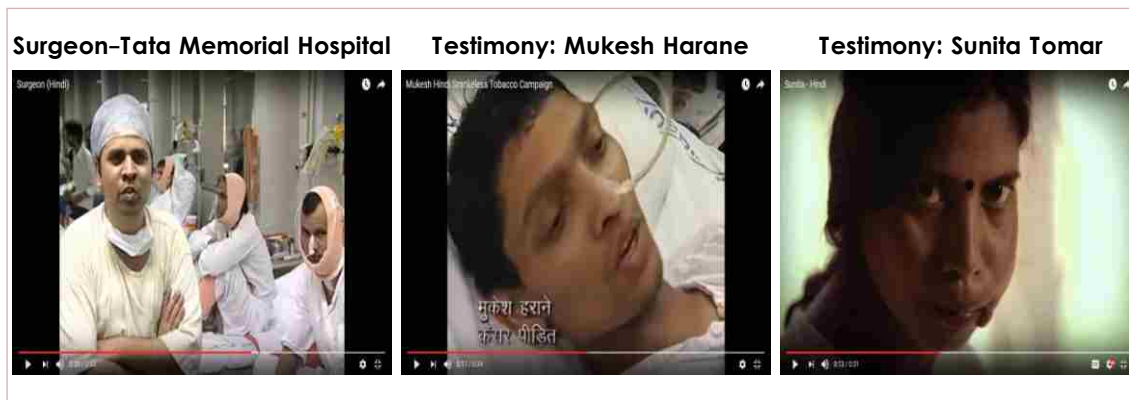 Surgeon–Tata Memorial Hospital
Testimony: Mukesh Harane
Testimony: Sunita Tomar
Surgeon (Hindi)
Mukesh Hindi Smokeless Tobacco Campaign
Sunita - Hindi
मुकेश हराने
कैंसर पीड़ित